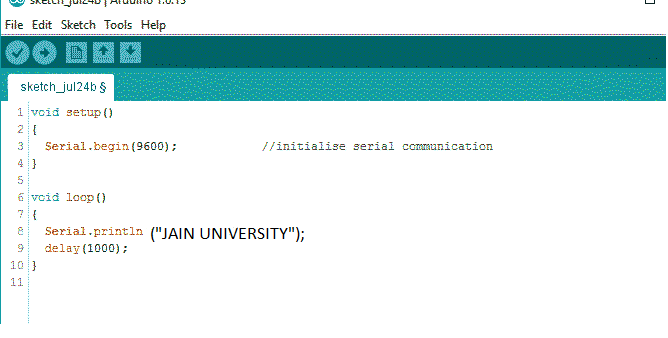 sketch_jul24b | Arduino 1.8.13
File Edit Sketch Tools Help
sketch_jul24b §
1 void setup()
2 {
3 Serial.begin(9600); //initialise serial communication
4 }
5
6 void loop()
7 {
8 Serial.println ("JAIN UNIVERSITY");
9 delay(1000);
10 }
11